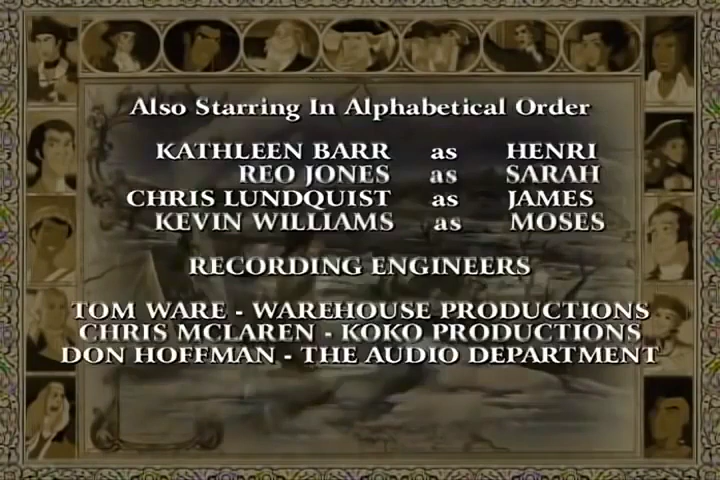 Also Starring In Alphabetical Order
KATHLEEN BARR as HENRI
REO JONES as SARAH
CHRIS LUNDQUIST as JAMES
KEVIN WILLIAMS as MOSES
RECORDING ENGINEERS
TOM WARE - WAREHOUSE PRODUCTIONS
CHRIS MCLAREN - KOKO PRODUCTIONS
DON HOFFMAN - THE AUDIO DEPARTMENT